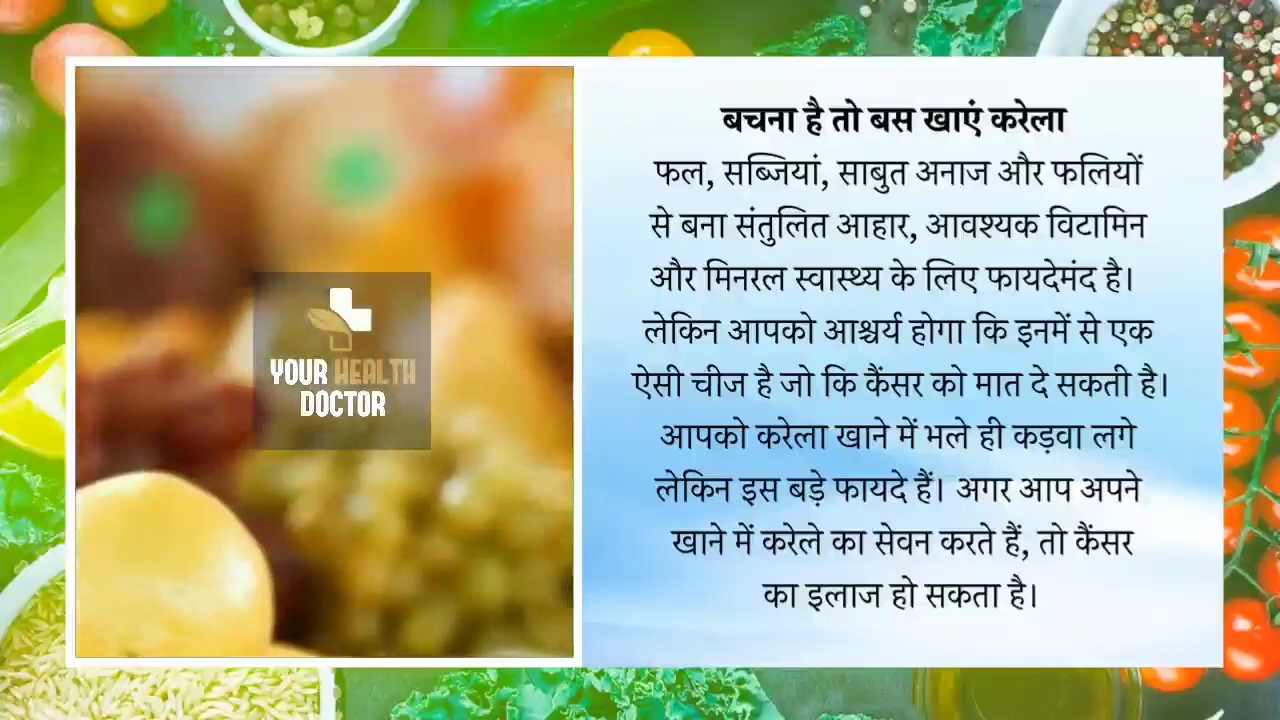 YOUR HEALTH
DOCTOR
बचना है तो बस खाएं करेला
फल, सब्जियां, साबुत अनाज और फलियों
से बना संतुलित आहार, आवश्यक विटामिन
और मिनरल स्वास्थ्य के लिए फायदेमंद है।
लेकिन आपको आश्चर्य होगा कि इनमें से एक
ऐसी चीज है जो कि कैंसर को मात दे सकती है।
आपको करेला खाने में भले ही कड़वा लगे
लेकिन इस बड़े फायदे हैं। अगर आप अपने
खाने में करेले का सेवन करते हैं, तो कैंसर
का इलाज हो सकता है।